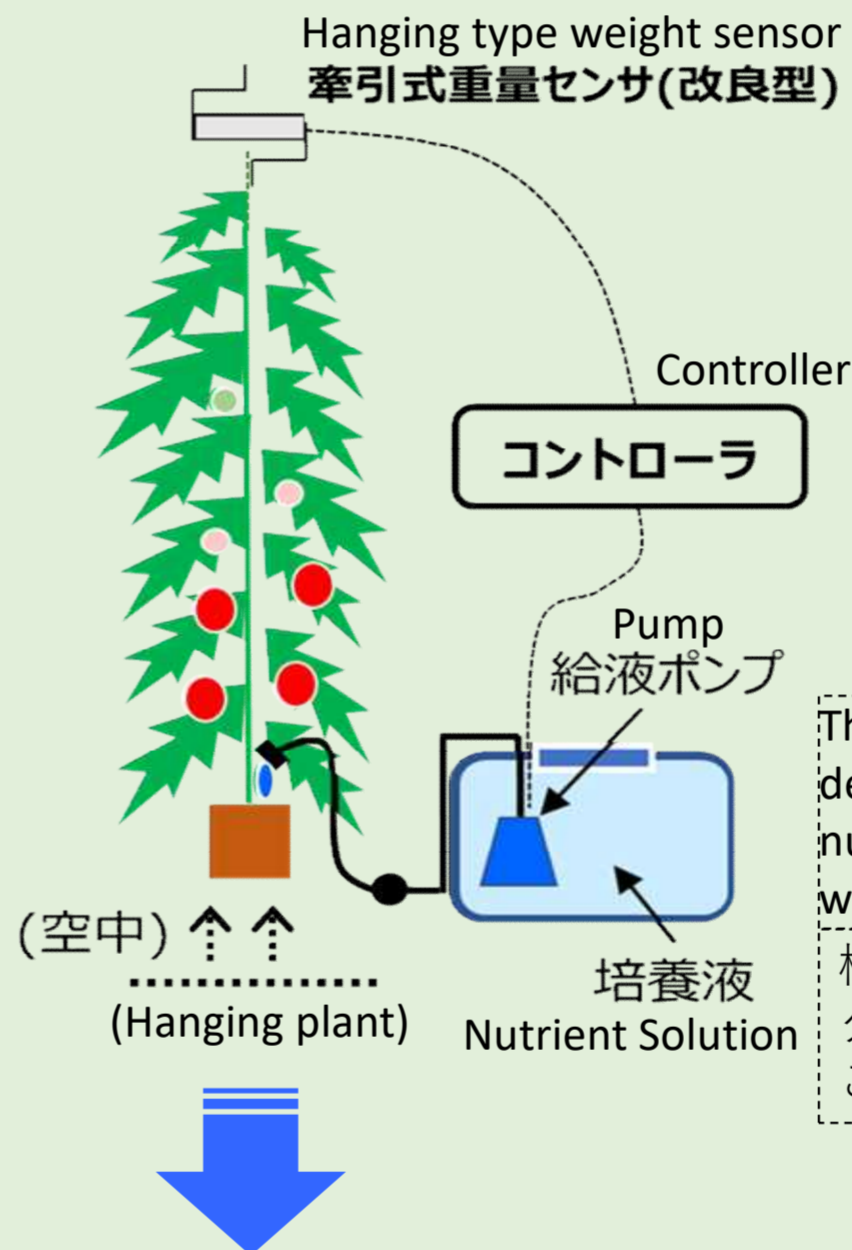 Hanging type weight sensor
牽引式重量センサ(改良型)
Controller
コントローラ
Pump
給液ポンプ
(空中)
(Hanging plant)
培養液
Nutrient Solution